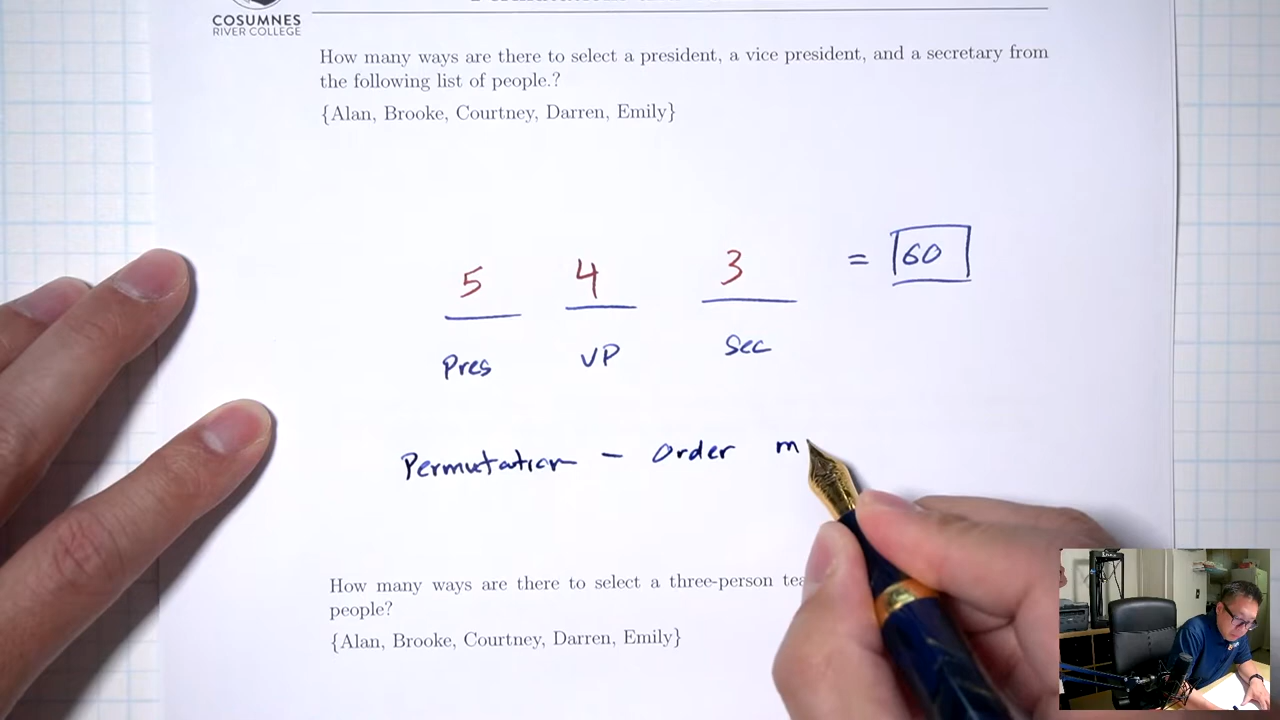 COSUMNES
RIVER COLLEGE
How many ways are there to select a president, a vice president, and a secretary from
the following list of people.?
{Alan, Brooke, Courtney, Darren, Emily}
5 4 3 = 60
Pres VP Sec
Permutation - Order m
How many ways are there to select a three-person tea
people?
{Alan, Brooke, Courtney, Darren, Emily}